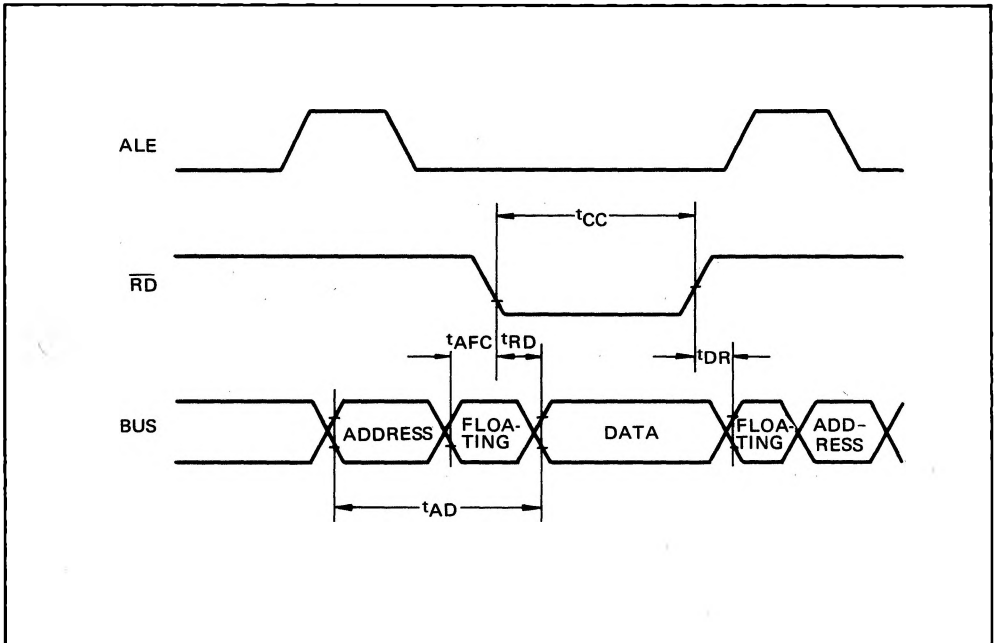 ALE
tCC
RD
tAFC tRD
tDR
BUS
ADDRESS
FLOA-
TING
DATA
FLOA-
TING
ADD-
RESS
tAD